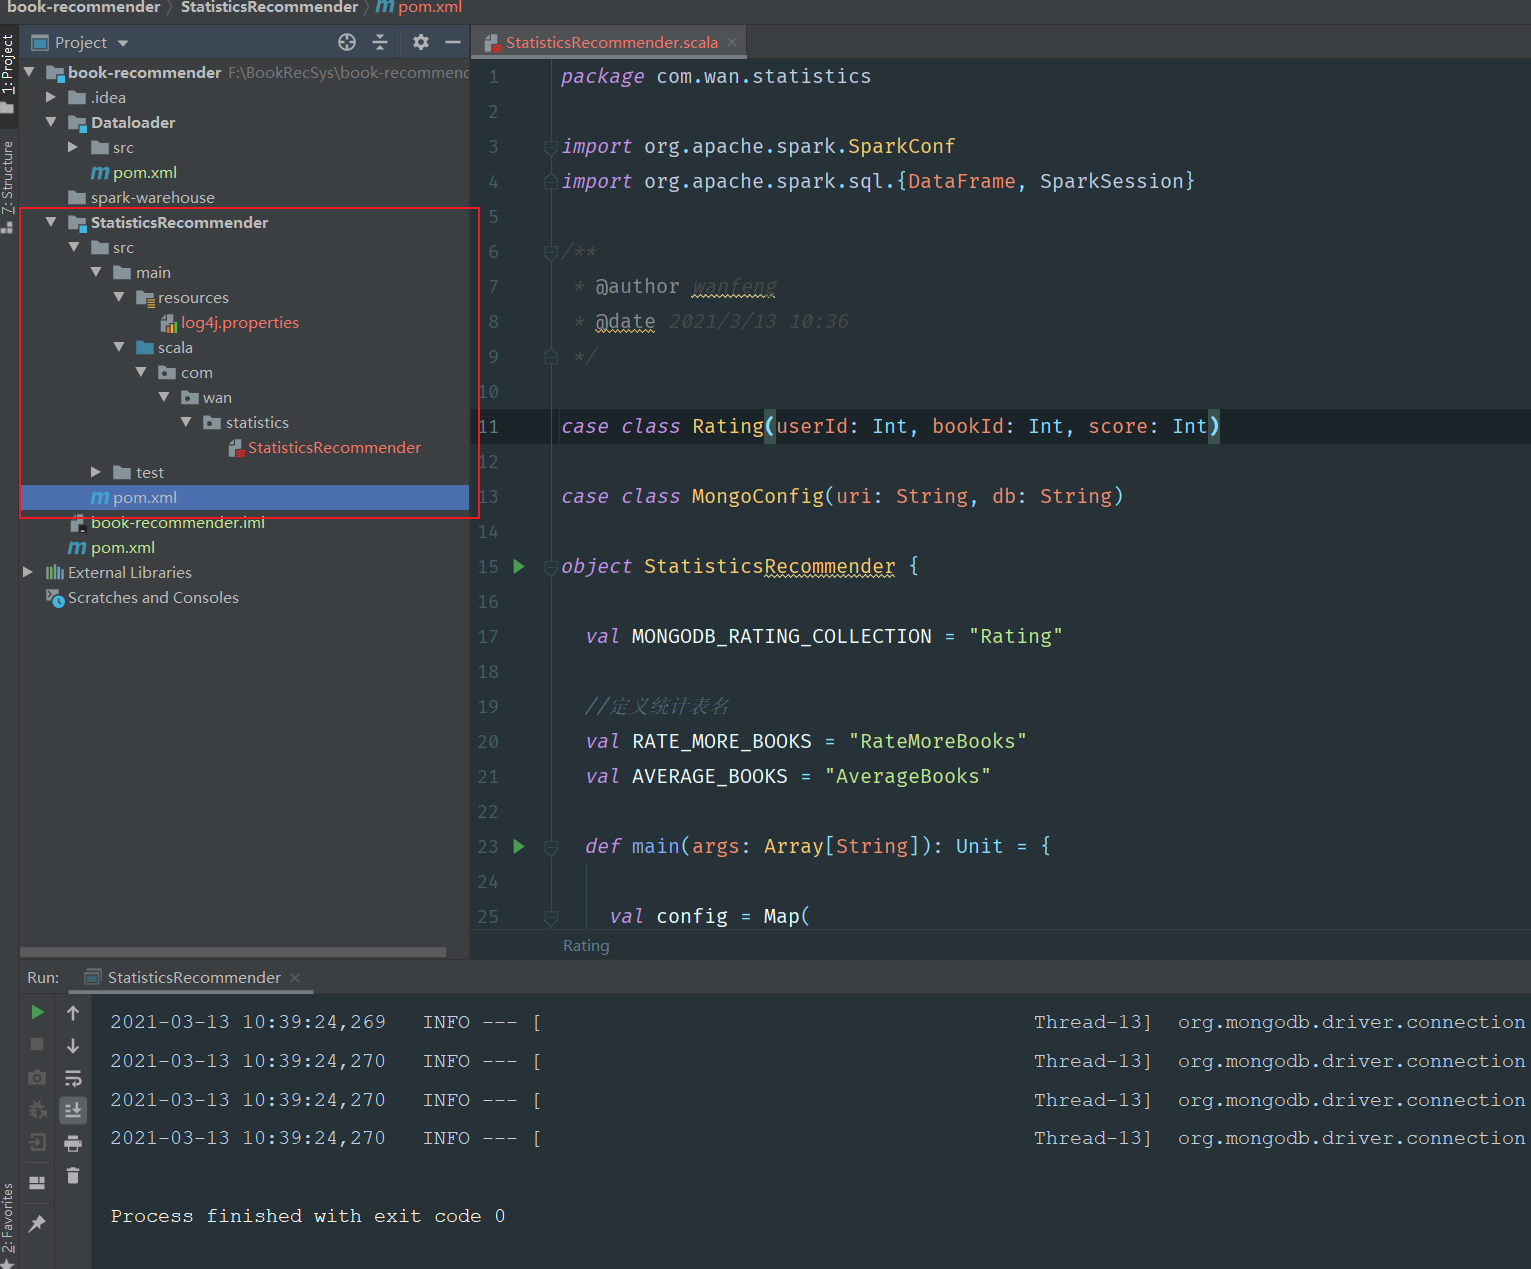 book-recommender StatisticsRecommender pom.xml
Project
StatisticsRecommender.scala
1: Project
7: Structure
2: Favorites
book-recommender F:\BookRecSys\book-recommend
.idea
Dataloader
src
pom.xml
spark-warehouse
StatisticsRecommender
src
main
resources
log4j.properties
scala
com
wan
statistics
StatisticsRecommender
test
pom.xml
book-recommender.iml
pom.xml
External Libraries
Scratches and Consoles
1 package com.wan.statistics
2
3 import org.apache.spark.SparkConf
4 import org.apache.spark.sql.{DataFrame, SparkSession}
5
6 /**
7 * @author wanfeng
8 * @date 2021/3/13 10:36
9 */
10
11 case class Rating(userId: Int, bookId: Int, score: Int)
12
13 case class MongoConfig(uri: String, db: String)
14
15 object StatisticsRecommender {
16
17 val MONGODB_RATING_COLLECTION = "Rating"
18
19 //定义统计表名
20 val RATE_MORE_BOOKS = "RateMoreBooks"
21 val AVERAGE_BOOKS = "AverageBooks"
22
23 def main(args: Array[String]): Unit = {
24
25 val config = Map(
Rating
Run: StatisticsRecommender
2021-03-13 10:39:24,269 INFO --- [ Thread-13] org.mongodb.driver.connection
2021-03-13 10:39:24,270 INFO --- [ Thread-13] org.mongodb.driver.connection
2021-03-13 10:39:24,270 INFO --- [ Thread-13] org.mongodb.driver.connection
2021-03-13 10:39:24,270 INFO --- [ Thread-13] org.mongodb.driver.connection
Process finished with exit code 0